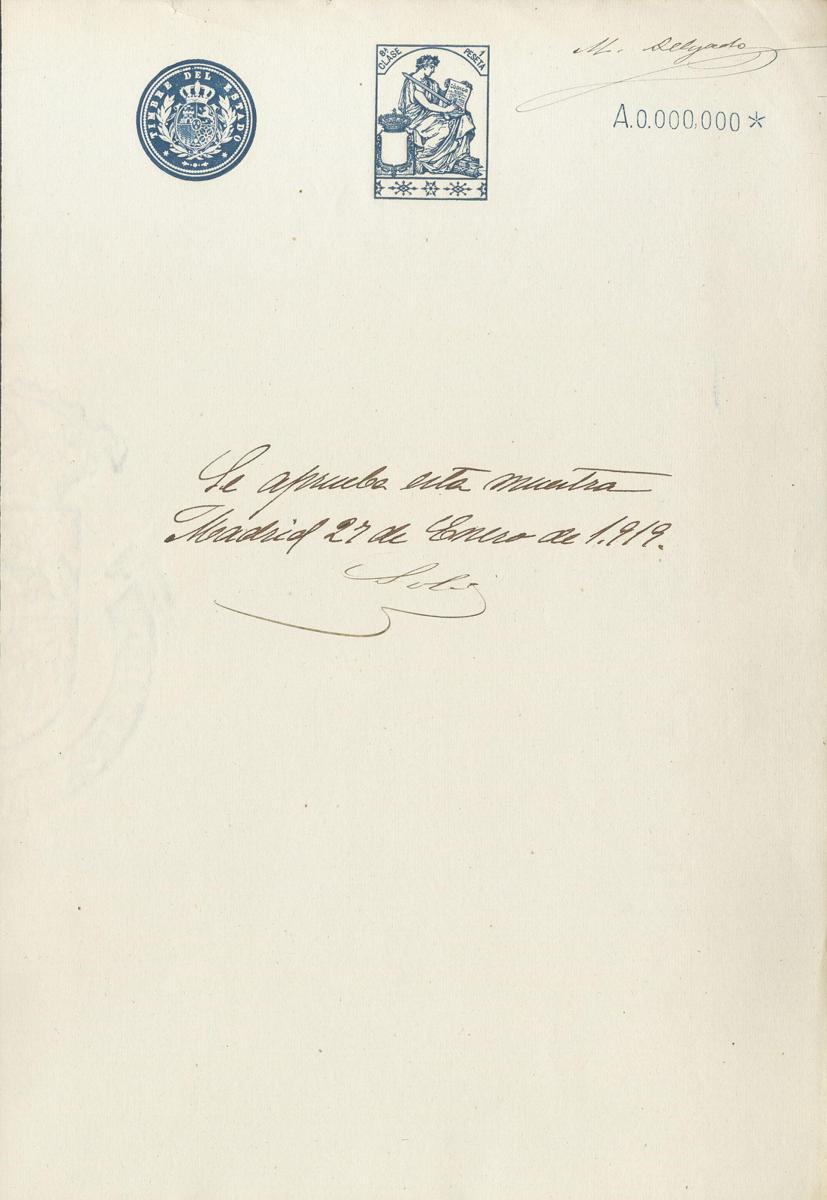 TIMBRE DEL ESTADO
8ª CLASE
1 PESETA
M. Delgado
A.0.000,000*
Se aprueba esta muestra
Madrid 27 de Enero de 1.919.